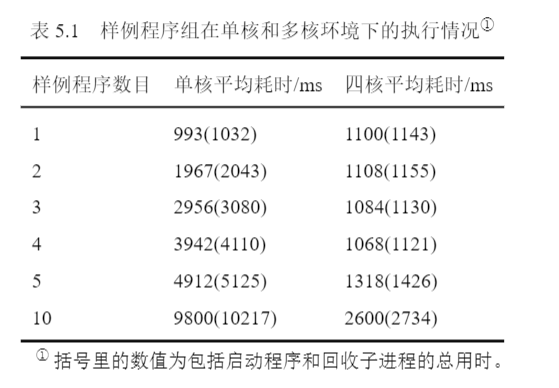 表 5.1 样例程序组在单核和多核环境下的执行情况①
样例程序数目 单核平均耗时/ms 四核平均耗时/ms
1 993(1032) 1100(1143)
2 1967(2043) 1108(1155)
3 2956(3080) 1084(1130)
4 3942(4110) 1068(1121)
5 4912(5125) 1318(1426)
10 9800(10217) 2600(2734)
① 括号里的数值为包括启动程序和回收子进程的总用时。